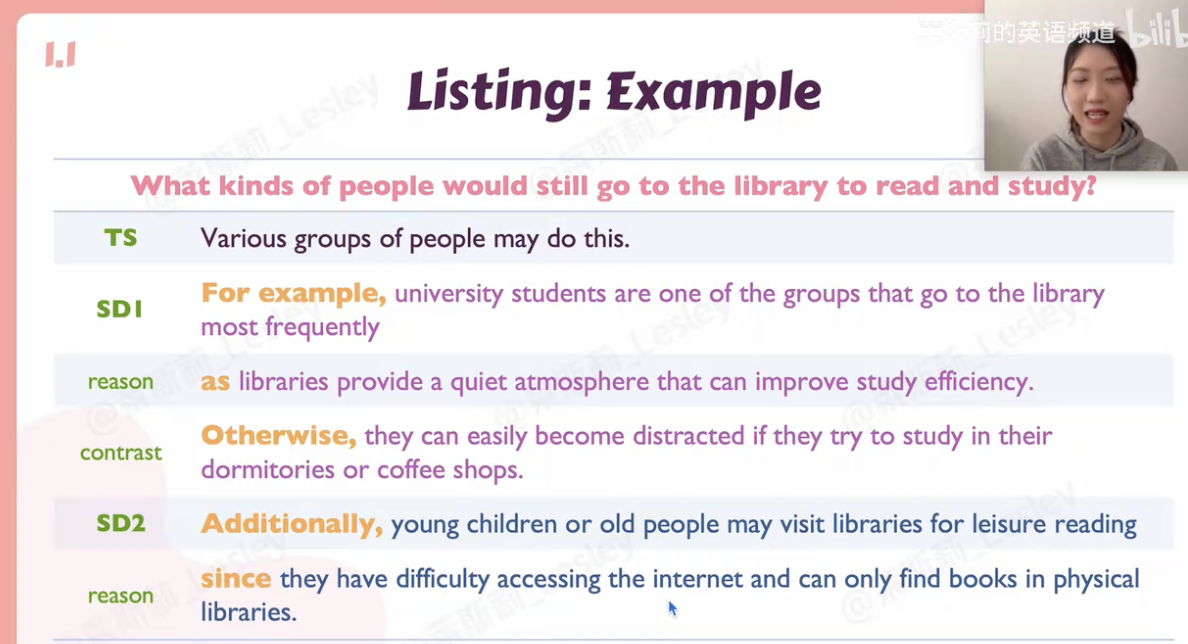 莉的英语频道 bilib
1.1
Listing: Example
What kinds of people would still go to the library to read and study?
TS Various groups of people may do this.
SD1 For example, university students are one of the groups that go to the library
most frequently
reason as libraries provide a quiet atmosphere that can improve study efficiency.
contrast Otherwise, they can easily become distracted if they try to study in their
dormitories or coffee shops.
SD2 Additionally, young children or old people may visit libraries for leisure reading
reason since they have difficulty accessing the internet and can only find books in physical
libraries.
@莱斯莉_Lesley